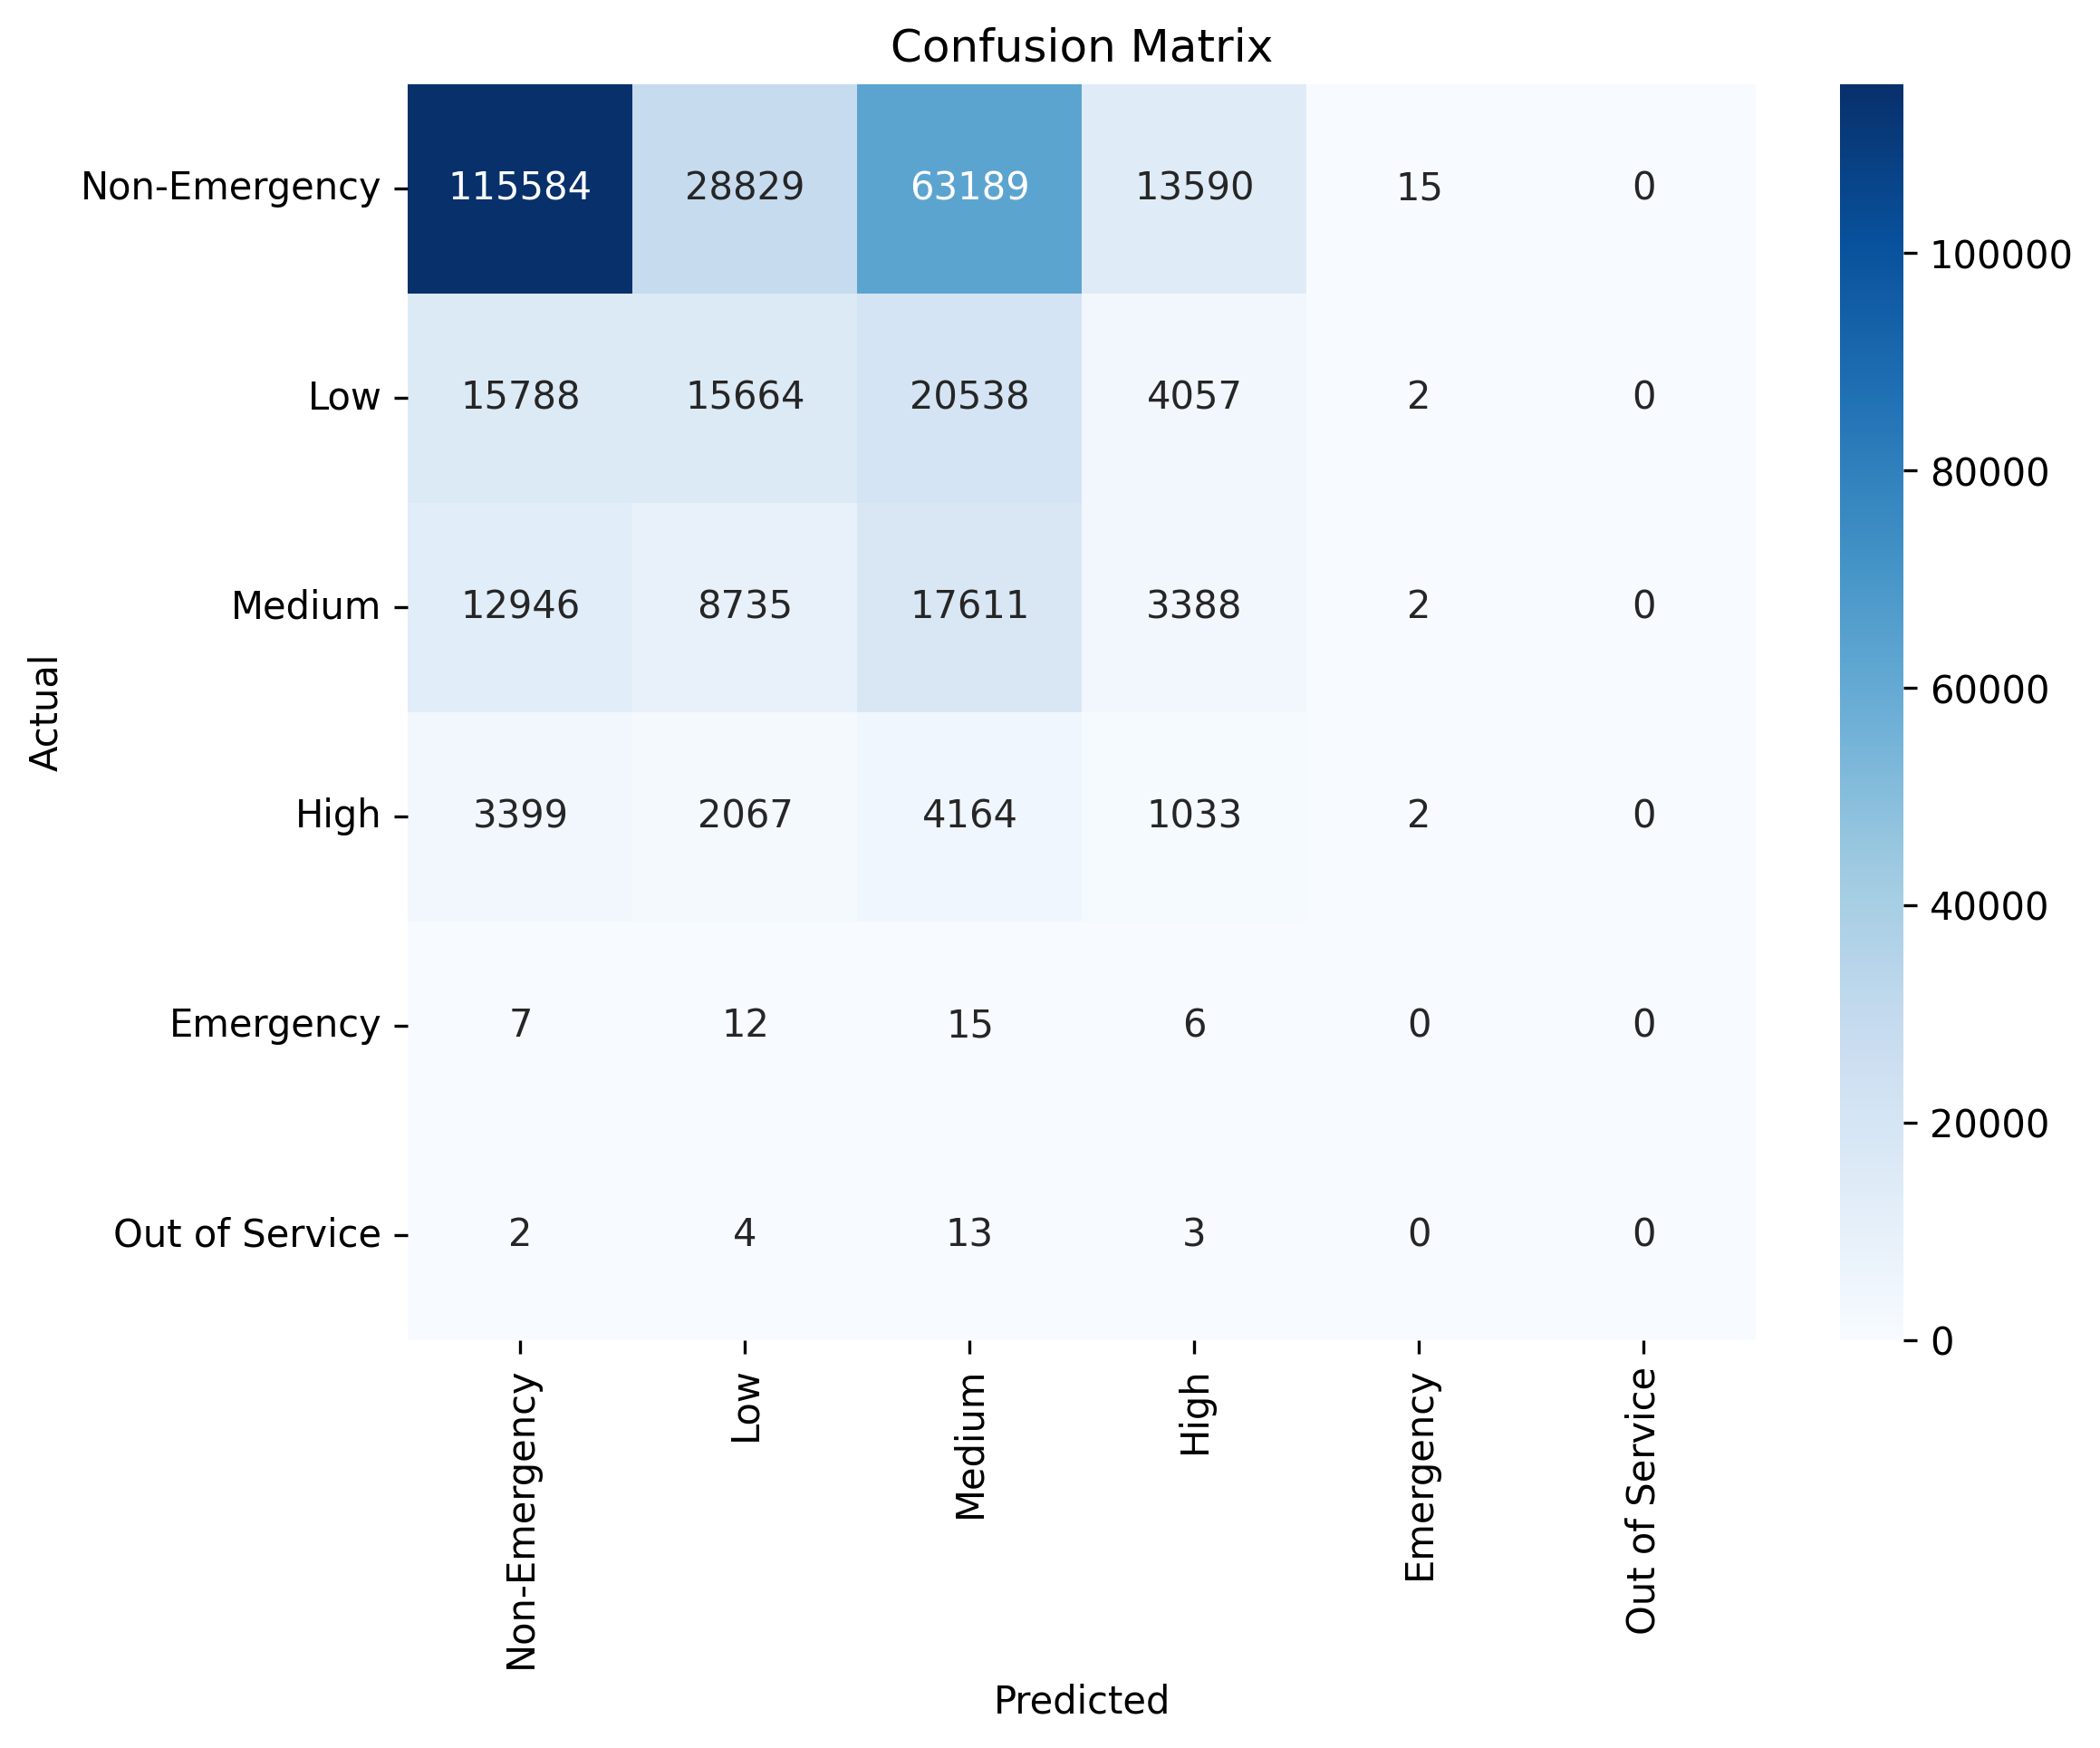 Confusion Matrix
Non-Emergency 115584 28829 63189 13590 15 0
Low 15788 15664 20538 4057 2 0
Medium 12946 8735 17611 3388 2 0
High 3399 2067 4164 1033 2 0
Emergency 7 12 15 6 0 0
Out of Service 2 4 13 3 0 0
Actual
Non-Emergency
Low
Medium
High
Emergency
Out of Service
Predicted
100000
80000
60000
40000
20000
0